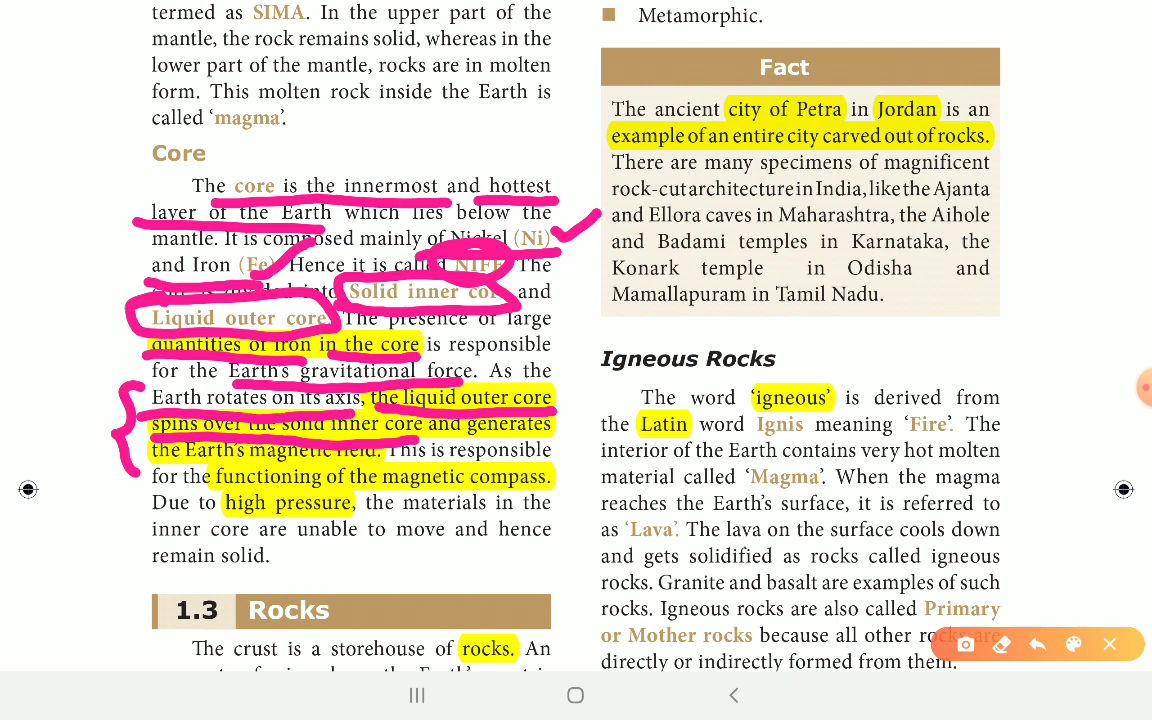 termed as SIMA. In the upper part of the
mantle, the rock remains solid, whereas in the
lower part of the mantle, rocks are in molten
form. This molten rock inside the Earth is
called ‘magma’.
Core
The core is the innermost and hottest
layer of the Earth which lies below the
mantle. It is composed mainly of Nickel (Ni)
and Iron (Fe). Hence it is called NIFE. The
core is divided into Solid inner core and
Liquid outer core. The presence of large
quantities of iron in the core is responsible
for the Earth's gravitational force. As the
Earth rotates on its axis, the liquid outer core
spins over the solid inner core and generates
the Earth's magnetic field. This is responsible
for the functioning of the magnetic compass.
Due to high pressure, the materials in the
inner core are unable to move and hence
remain solid.
1.3 Rocks
The crust is a storehouse of rocks. An
Metamorphic.
Fact
The ancient city of Petra in Jordan is an
example of an entire city carved out of rocks.
There are many specimens of magnificent
rock-cut architecture in India, like the Ajanta
and Ellora caves in Maharashtra, the Aihole
and Badami temples in Karnataka, the
Konark temple in Odisha and
Mamallapuram in Tamil Nadu.
Igneous Rocks
The word ‘igneous’ is derived from
the Latin word Ignis meaning ‘Fire’. The
interior of the Earth contains very hot molten
material called ‘Magma’. When the magma
reaches the Earth's surface, it is referred to
as ‘Lava’. The lava on the surface cools down
and gets solidified as rocks called igneous
rocks. Granite and basalt are examples of such
rocks. Igneous rocks are also called Primary
or Mother rocks because all other rocks are
directly or indirectly formed from them.